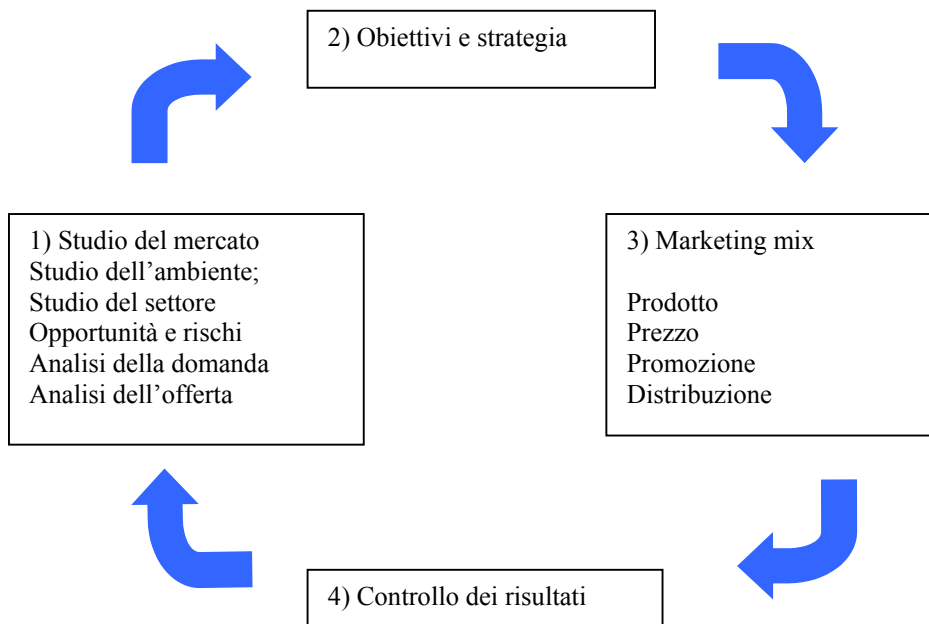 2) Obiettivi e strategia
1) Studio del mercato
Studio dell’ambiente;
Studio del settore
Opportunità e rischi
Analisi della domanda
Analisi dell’offerta
3) Marketing mix
Prodotto
Prezzo
Promozione
Distribuzione
4) Controllo dei risultati